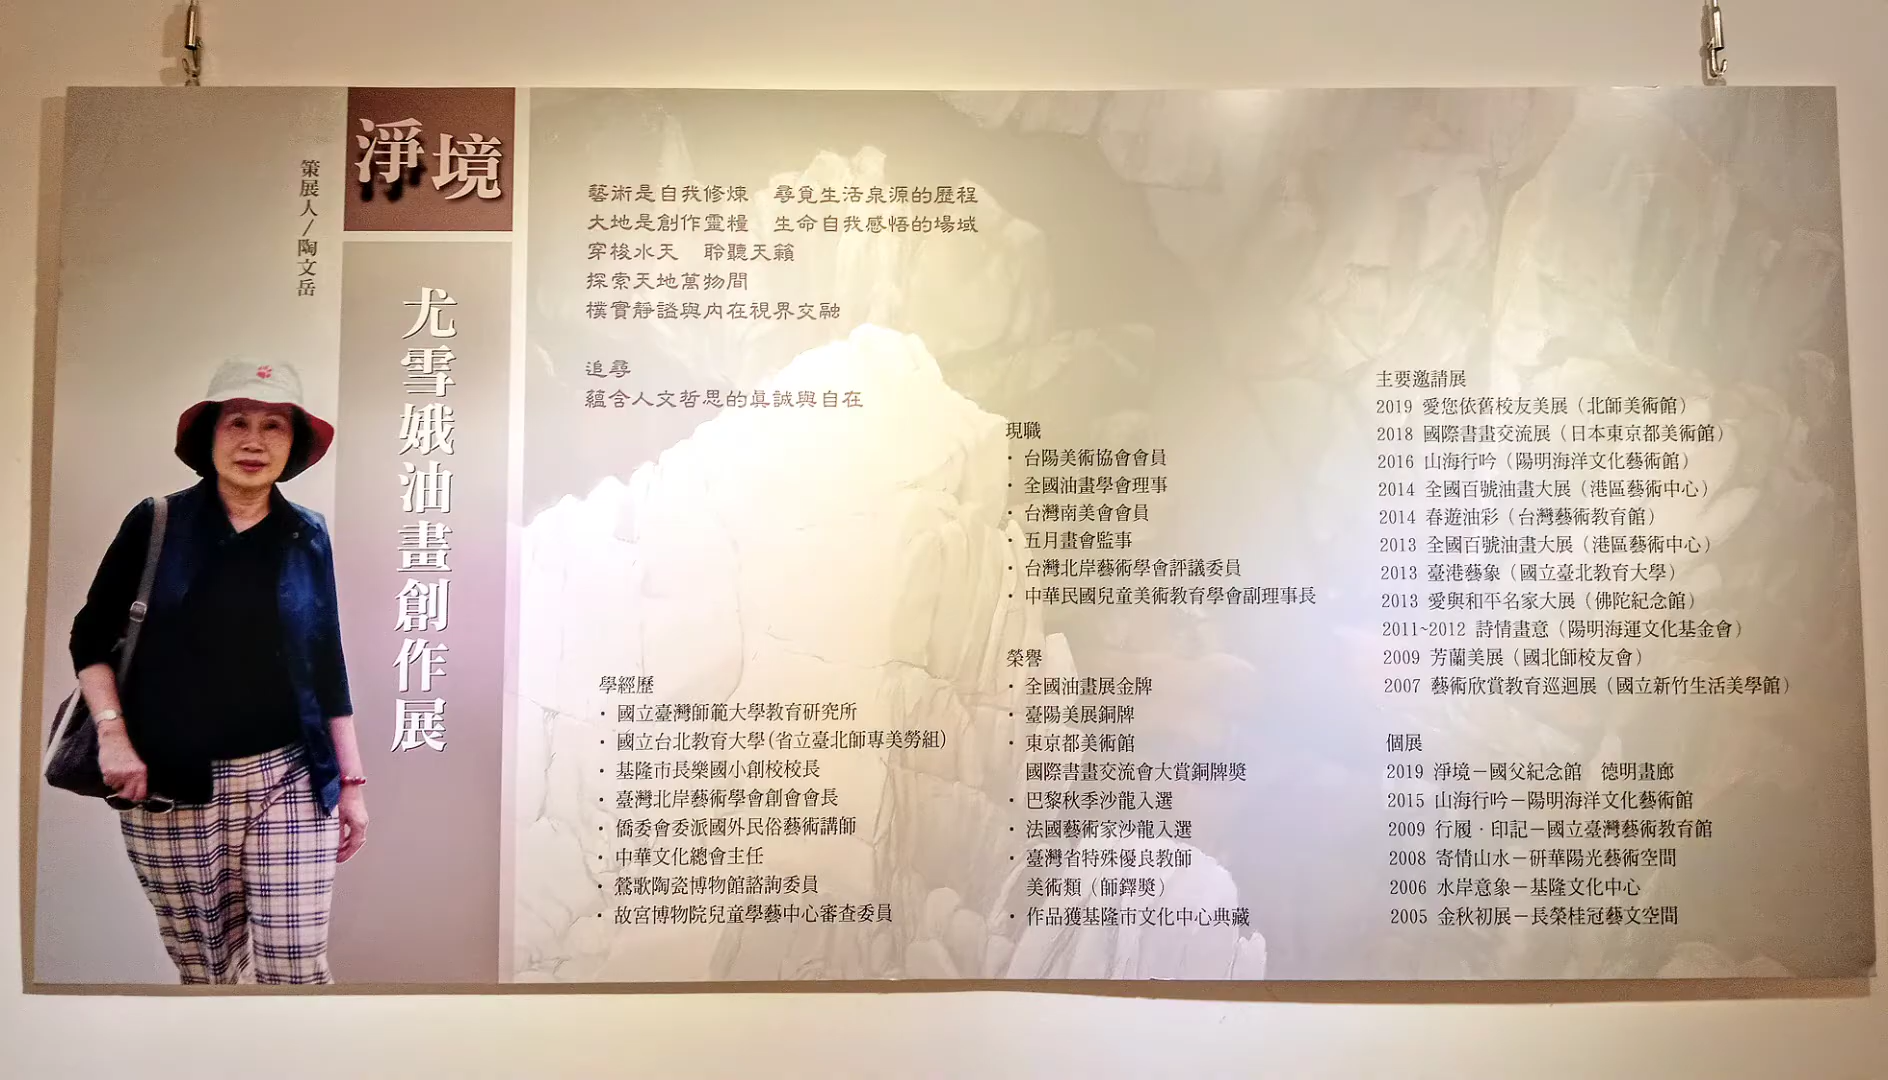 淨境
尤雪娥油畫創作展
策展人/陶文岳
藝術是自我修煉　尋覓生活泉源的歷程
大地是創作靈糧　生命自我感悟的場域
穿梭水天　聆聽天籟
探索天地萬物間
樸實靜謐與內在視界交融
追尋
蘊含人文哲思的真誠與自在
學經歷
・國立臺灣師範大學教育研究所
・國立台北教育大學(省立臺北師專美勞組)
・基隆市長樂國小創校校長
・臺灣北岸藝術學會創會會長
・僑委會委派國外民俗藝術講師
・中華文化總會主任
・鶯歌陶瓷博物館諮詢委員
・故宮博物院兒童學藝中心審查委員
現職
・台陽美術協會會員
・全國油畫學會理事
・台灣南美會會員
・五月畫會監事
・台灣北岸藝術學會評議委員
・中華民國兒童美術教育學會副理事長
榮譽
・全國油畫展金牌
・臺陽美展銅牌
・東京都美術館
國際書畫交流會大賞銅牌獎
・巴黎秋季沙龍入選
・法國藝術家沙龍入選
・臺灣省特殊優良教師
美術類（師鐸獎）
・作品獲基隆市文化中心典藏
主要邀請展
2019 愛您依舊校友美展（北師美術館）
2018 國際書畫交流展（日本東京都美術館）
2016 山海行吟（陽明海洋文化藝術館）
2014 全國百號油畫大展（港區藝術中心）
2014 春遊油彩（台灣藝術教育館）
2013 全國百號油畫大展（港區藝術中心）
2013 臺港藝象（國立臺北教育大學）
2013 愛與和平名家大展（佛陀紀念館）
2011~2012 詩情畫意（陽明海運文化基金會）
2009 芳蘭美展（國北師校友會）
2007 藝術欣賞教育巡迴展（國立新竹生活美學館）
個展
2019 淨境－國父紀念館　德明畫廊
2015 山海行吟－陽明海洋文化藝術館
2009 行履・印記－國立臺灣藝術教育館
2008 寄情山水－研華陽光藝術空間
2006 水岸意象－基隆文化中心
2005 金秋初展－長榮桂冠藝文空間